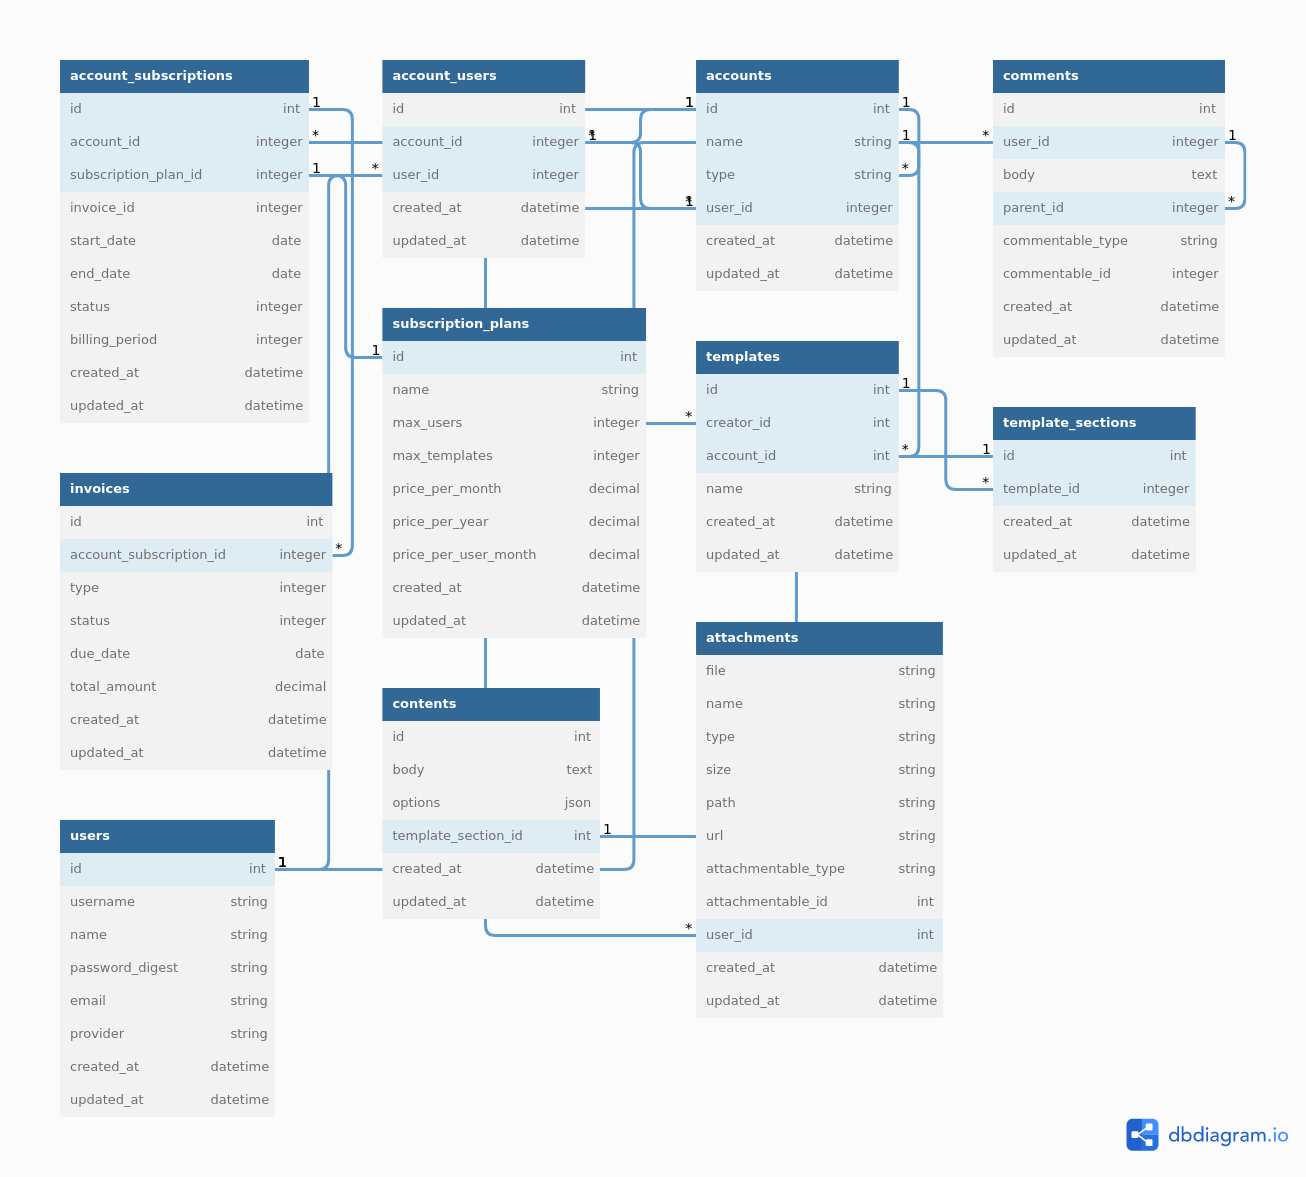 account_subscriptions
id int
account_id integer
subscription_plan_id integer
invoice_id integer
start_date date
end_date date
status integer
billing_period integer
created_at datetime
updated_at datetime
1
*
1
account_users
id int
account_id integer
user_id integer
created_at datetime
updated_at datetime
*
1
*
accounts
id int
name string
type string
user_id integer
created_at datetime
updated_at datetime
1
1
*
1
1
*
comments
id int
user_id integer
body text
parent_id integer
commentable_type string
commentable_id integer
created_at datetime
updated_at datetime
*
1
*
subscription_plans
id int
name string
max_users integer
max_templates integer
price_per_month decimal
price_per_year decimal
price_per_user_month decimal
created_at datetime
updated_at datetime
1
templates
id int
creator_id int
account_id int
name string
created_at datetime
updated_at datetime
*
1
*
template_sections
id int
template_id integer
created_at datetime
updated_at datetime
1
*
invoices
id int
account_subscription_id integer
type integer
status integer
due_date date
total_amount decimal
created_at datetime
updated_at datetime
*
contents
id int
body text
options json
template_section_id int
created_at datetime
updated_at datetime
1
attachments
file string
name string
type string
size string
path string
url string
attachmentable_type string
attachmentable_id int
user_id int
created_at datetime
updated_at datetime
*
users
id int
username string
name string
password_digest string
email string
provider string
created_at datetime
updated_at datetime
1
dbdiagram.io